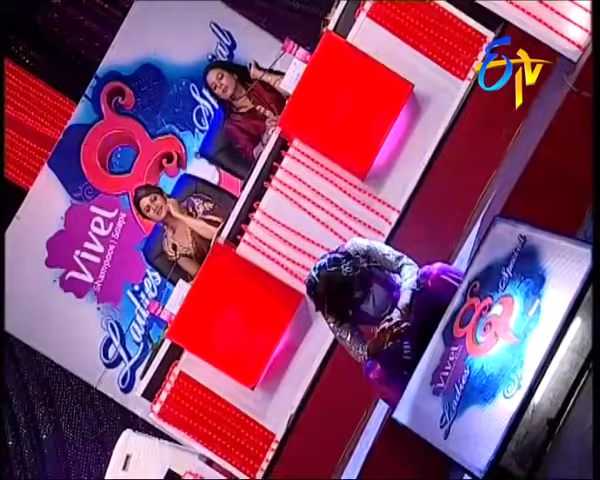 ETV
Ladies Special
Vivel
Shampoos | Soaps
Vivel
Ladies Special